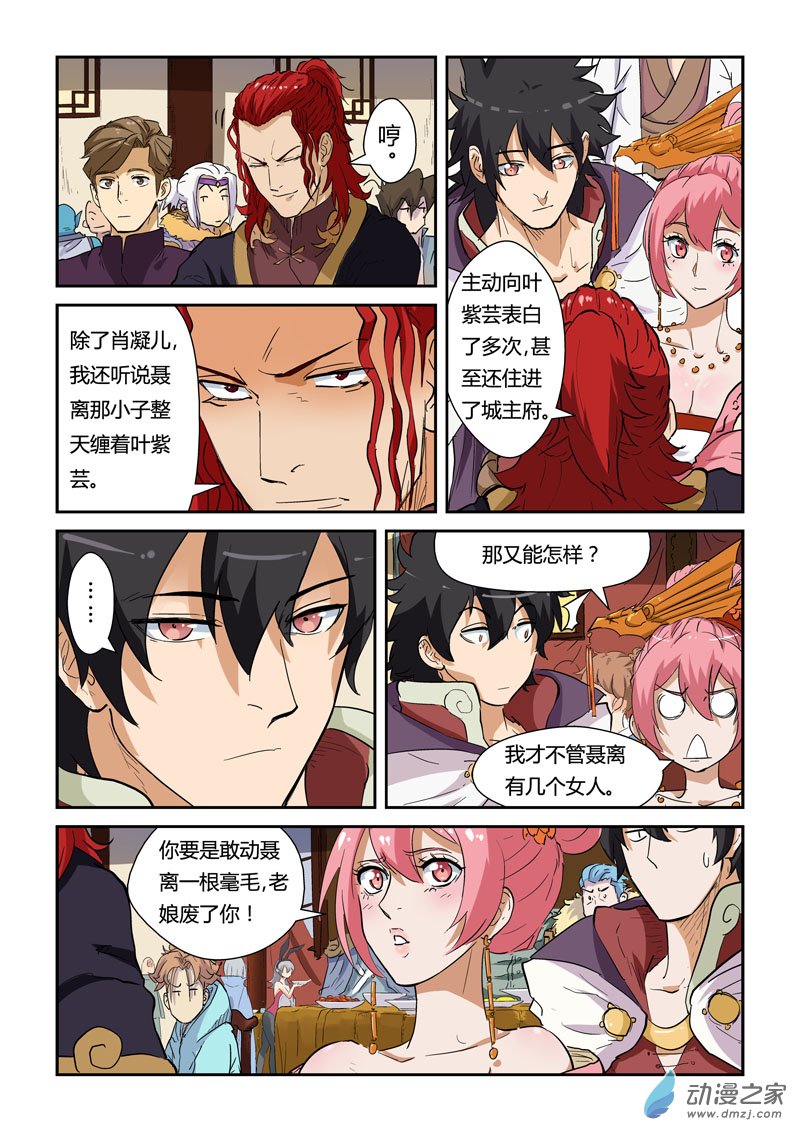 哼。
主动向叶
紫芸表白
了多次,甚
至还住进
了城主府。
除了肖凝儿,
我还听说聂
离那小子整
天缠着叶紫
芸。
……
那又能怎样？
我才不管聂离
有几个女人。
你要是敢动聂
离一根毫毛,老
娘废了你！
动漫之家
www.dmzj.com